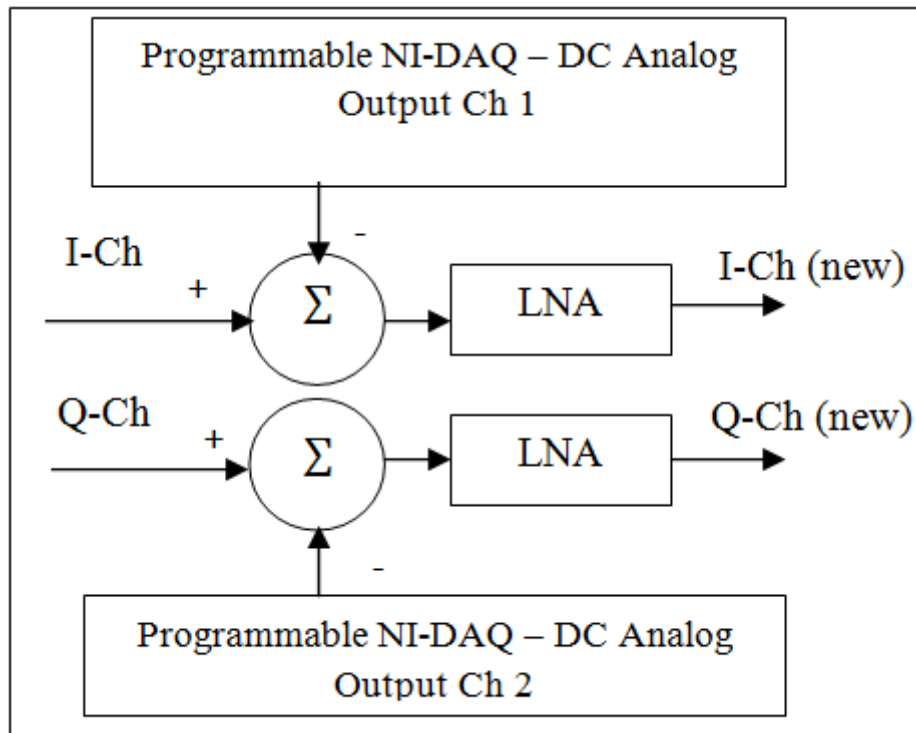 Programmable NI-DAQ – DC Analog
Output Ch 1
-
I-Ch
+
Σ
LNA
I-Ch (new)
Q-Ch
+
Σ
LNA
Q-Ch (new)
-
Programmable NI-DAQ – DC Analog
Output Ch 2